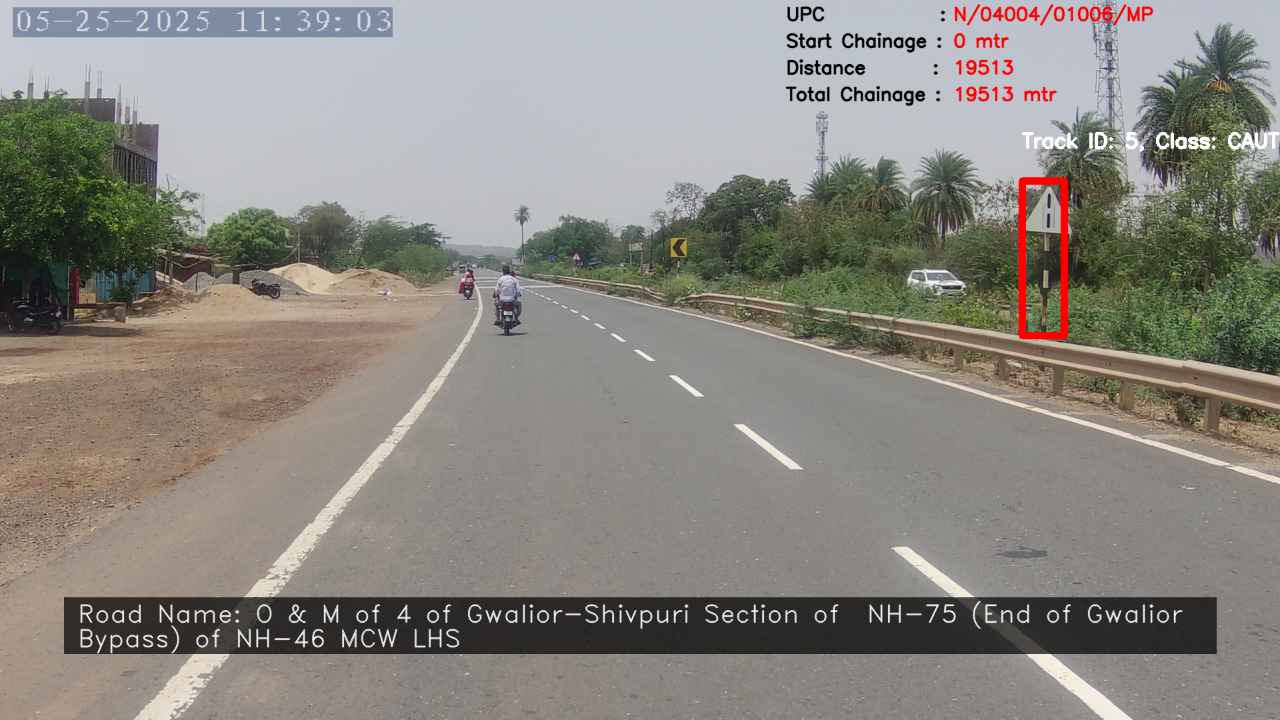 05-25-2025 11:39:03
UPC : N/04004/01006/MP
Start Chainage : 0 mtr
Distance : 19513
Total Chainage : 19513 mtr
Track ID: 5, Class: CAUT
Road Name: O & M of 4 of Gwalior-Shivpuri Section of NH-75 (End of Gwalior
Bypass) of NH-46 MCW LHS